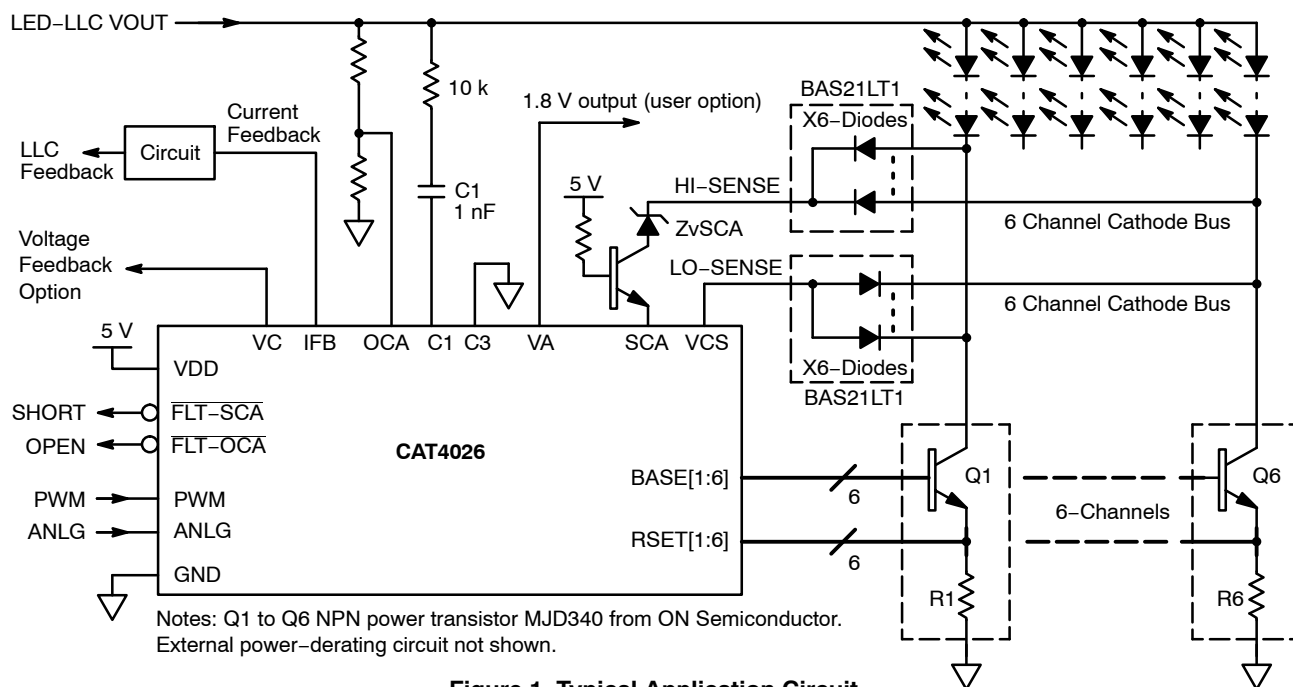 LED–LLC VOUT
10 k
1.8 V output (user option)
BAS21LT1
X6–Diodes
Current
Feedback
Circuit
LLC
Feedback
C1
1 nF
5 V
HI–SENSE
ZvSCA
6 Channel Cathode Bus
Voltage
Feedback
Option
LO–SENSE
6 Channel Cathode Bus
5 V
VC IFB OCA C1 C3 VA SCA VCS
VDD
X6–Diodes
BAS21LT1
SHORT
FLT–SCA
OPEN
FLT–OCA
CAT4026
BASE[1:6]
6
Q1
Q6
PWM
PWM
6–Channels
ANLG
ANLG
RSET[1:6]
6
GND
R1
R6
Notes: Q1 to Q6 NPN power transistor MJD340 from ON Semiconductor.
External power–derating circuit not shown.
Figure 1. Typical Application Circuit